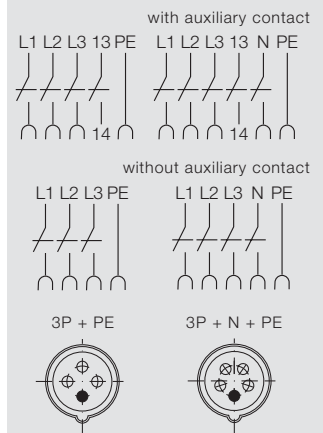 with auxiliary contact
L1 L2 L3 13 PE L1 L2 L3 13 N PE
14 14
without auxiliary contact
L1 L2 L3 PE L1 L2 L3 N PE
3P + PE 3P + N + PE